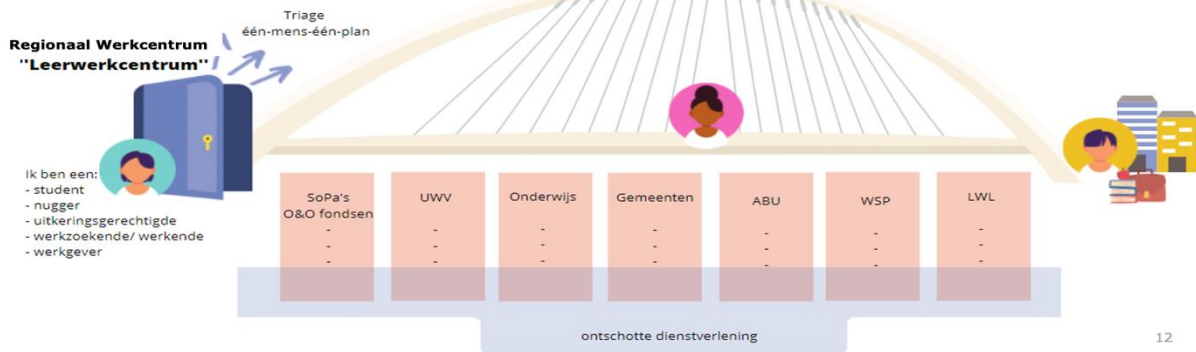 Triage
één-mens-één-plan
Regionaal Werkcentrum
"Leerwerkcentrum"
Ik ben een:
- student
- nugger
- uitkeringsgerechtigde
- werkzoekende/ werkende
- werkgever
SoPa's
O&O fondsen
-
-
-
UWV
-
-
-
Onderwijs
-
-
-
Gemeenten
-
-
-
ABU
-
-
-
WSP
-
-
-
LWL
-
-
-
ontschotte dienstverlening
12